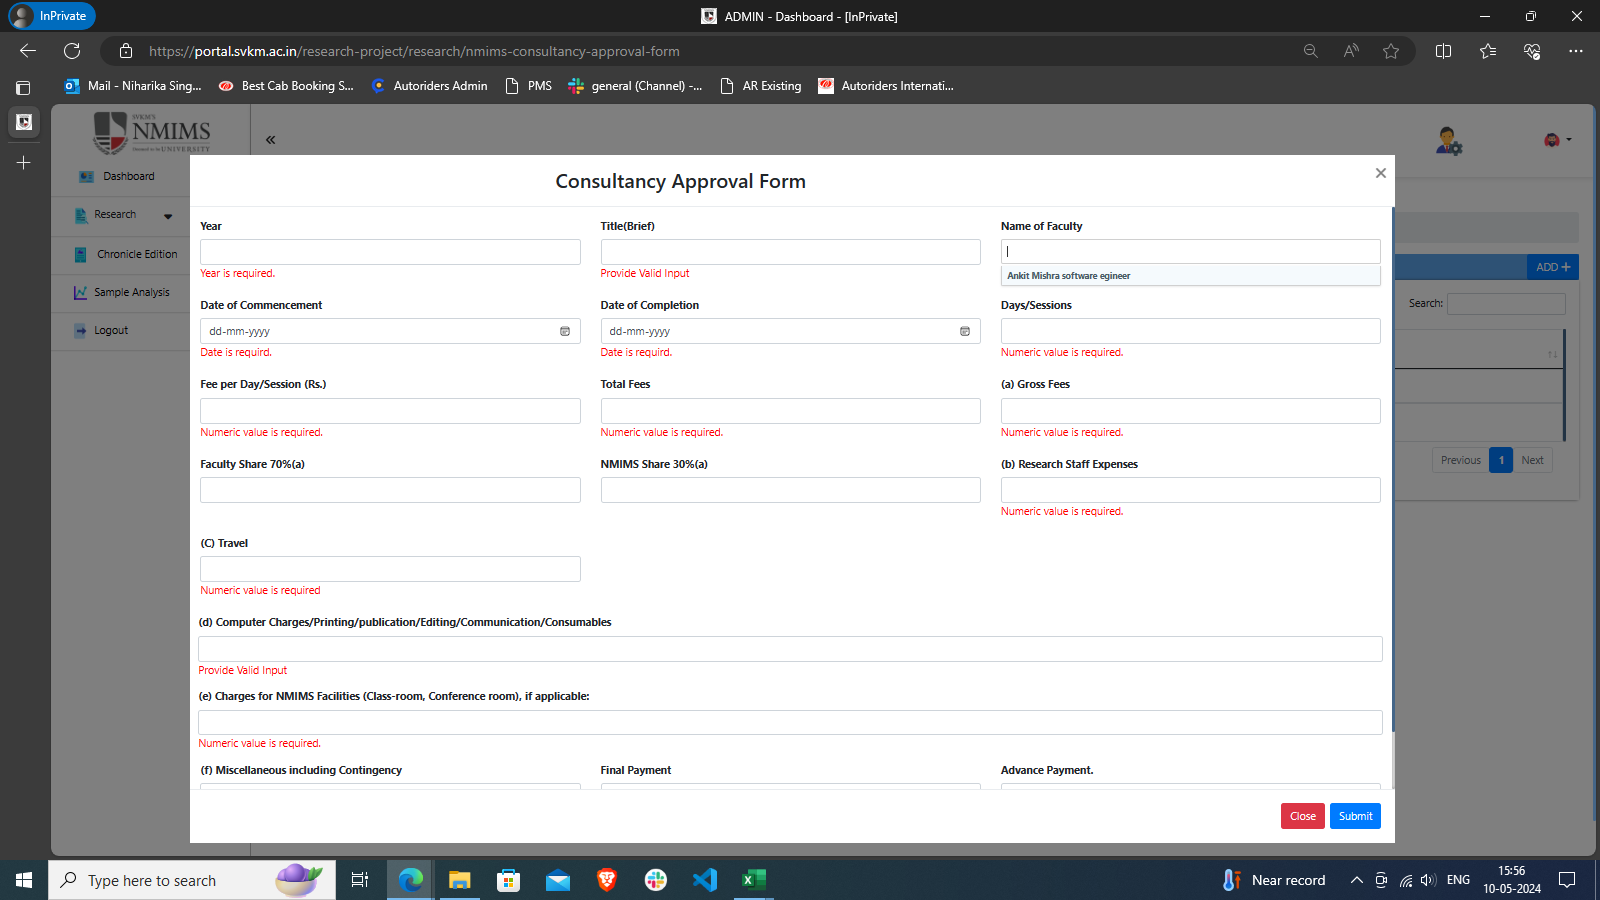 InPrivate
ADMIN - Dashboard - [InPrivate]
https://portal.svkm.ac.in/research-project/research/nmims-consultancy-approval-form
Mail - Niharika Sing...
Best Cab Booking S...
Autoriders Admin
PMS
general (Channel) -...
AR Existing
Autoriders Internati...
SVKM'S
NMIMS
UNIVERSITY
«
Dashboard
Research
Chronicle Edition
Sample Analysis
Logout
ADD +
Search:
Previous 1 Next
Consultancy Approval Form
×
Year
Title(Brief)
Name of Faculty
Year is required.
Provide Valid Input
Ankit Mishra software egineer
Date of Commencement
Date of Completion
Days/Sessions
dd-mm-yyyy
dd-mm-yyyy
Date is requird.
Date is requird.
Numeric value is required.
Fee per Day/Session (Rs.)
Total Fees
(a) Gross Fees
Numeric value is required.
Numeric value is required.
Numeric value is required.
Faculty Share 70%(a)
NMIMS Share 30%(a)
(b) Research Staff Expenses
Numeric value is required.
(C) Travel
Numeric value is required
(d) Computer Charges/Printing/publication/Editing/Communication/Consumables
Provide Valid Input
(e) Charges for NMIMS Facilities (Class-room, Conference room), if applicable:
Numeric value is required.
(f) Miscellaneous including Contingency
Final Payment
Advance Payment.
Close
Submit
Type here to search
Near record
ENG
15:56
10-05-2024